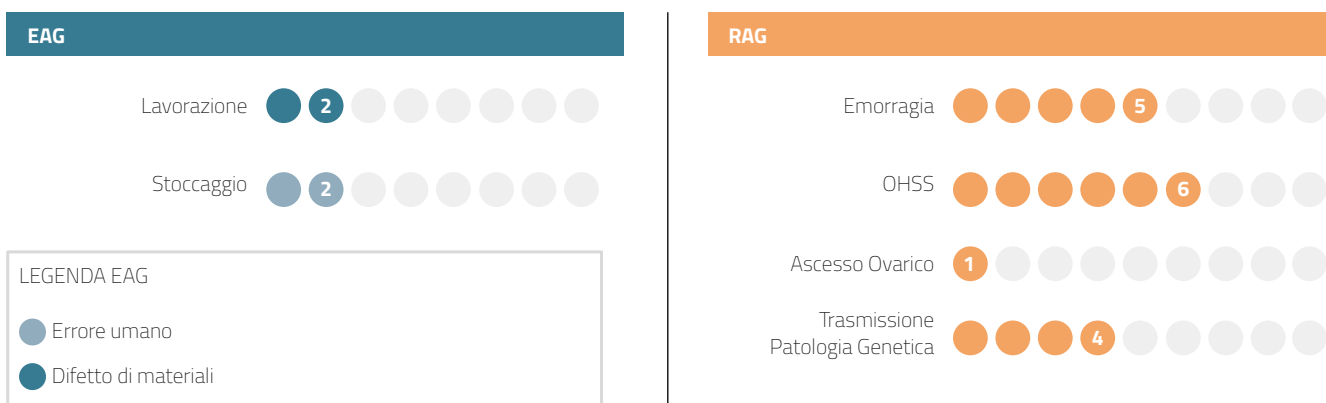 EAG
Lavorazione 2
Stoccaggio 2
LEGENDA EAG
Errore umano
Difetto di materiali
RAG
Emorragia 5
OHSS 6
Ascesso Ovarico 1
Trasmissione
Patologia Genetica 4